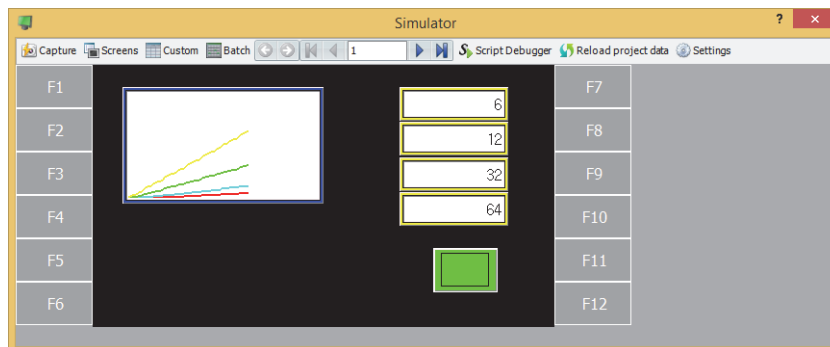 Simulator ? ×
Capture Screens Custom Batch 1 Script Debugger Reload project data Settings
F1 F7
6
F2 F8
12
F3 F9
32
F4 F10
64
F5 F11
F6 F12